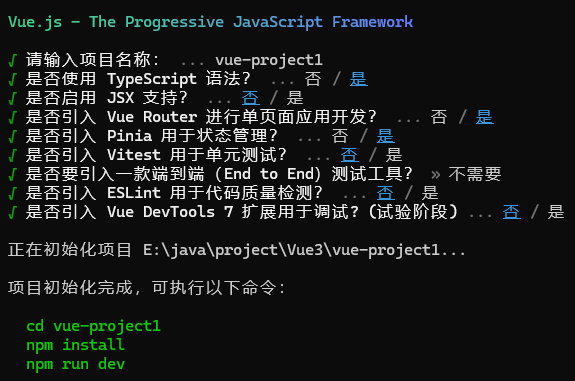 Vue.js - The Progressive JavaScript Framework
√ 请输入项目名称： ... vue-project1
√ 是否使用 TypeScript 语法？ ... 否 / 是
√ 是否启用 JSX 支持？ ... 否 / 是
√ 是否引入 Vue Router 进行单页面应用开发？ ... 否 / 是
√ 是否引入 Pinia 用于状态管理？ ... 否 / 是
√ 是否引入 Vitest 用于单元测试？ ... 否 / 是
√ 是否要引入一款端到端（End to End）测试工具？ » 不需要
√ 是否引入 ESLint 用于代码质量检测？ ... 否 / 是
√ 是否引入 Vue DevTools 7 扩展用于调试？(试验阶段) ... 否 / 是
正在初始化项目 E:\java\project\Vue3\vue-project1...
项目初始化完成，可执行以下命令：
cd vue-project1
npm install
npm run dev